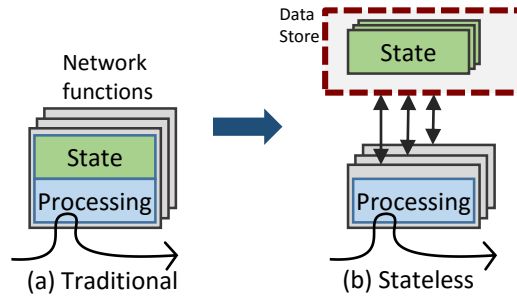 Network
functions
State
Processing
(a) Traditional
Data
Store
State
Processing
(b) Stateless